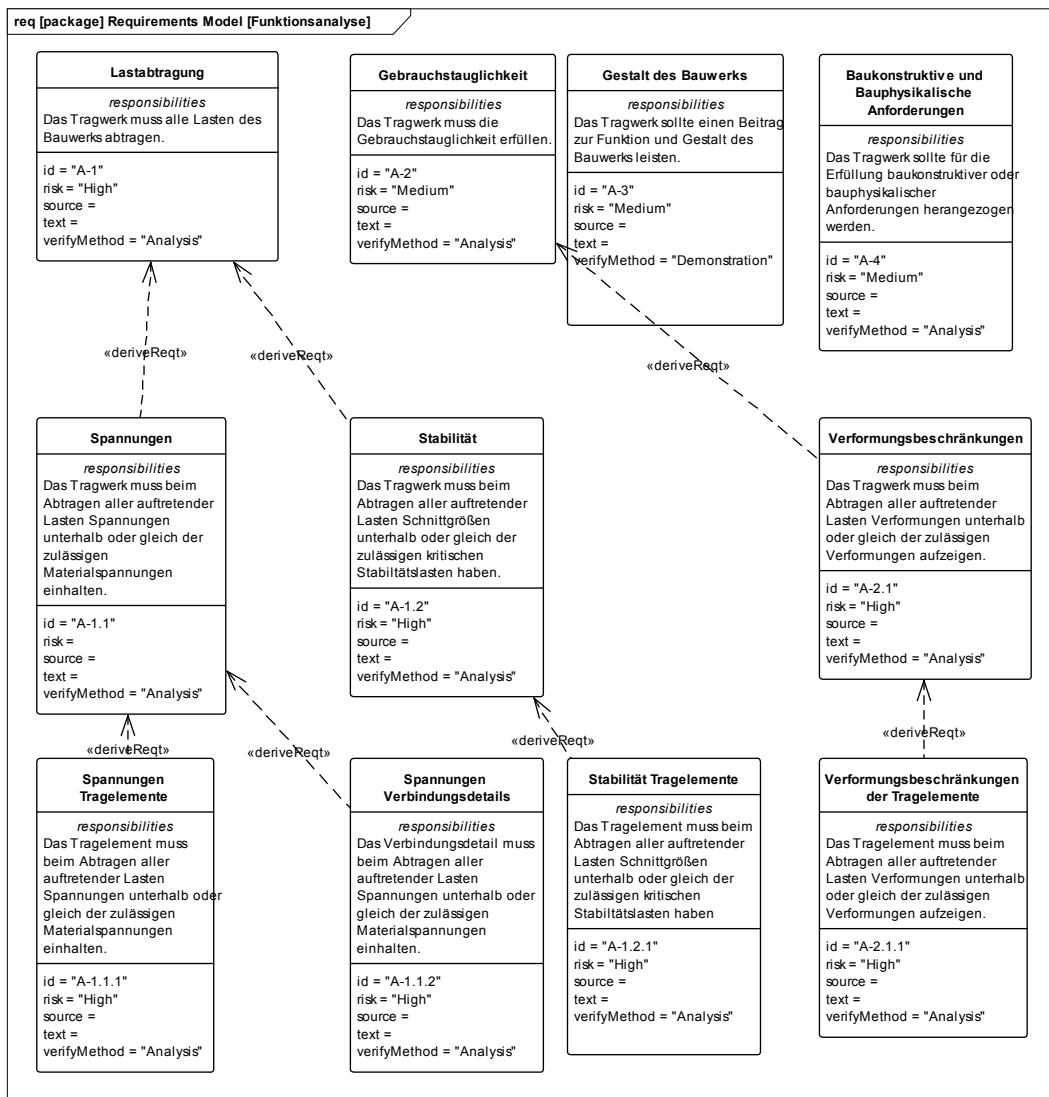 req [package] Requirements Model [Funktionsanalyse]
Lastabtragung
responsibilities
Das Tragwerk muss alle Lasten des
Bauwerks abtragen.
id = "A-1"
risk = "High"
source =
text =
verifyMethod = "Analysis"
Gebrauchstauglichkeit
responsibilities
Das Tragwerk muss die
Gebrauchstauglichkeit erfüllen.
id = "A-2"
risk = "Medium"
source =
text =
verifyMethod = "Analysis"
Gestalt des Bauwerks
responsibilities
Das Tragwerk sollte einen Beitrag
zur Funktion und Gestalt des
Bauwerks leisten.
id = "A-3"
risk = "Medium"
source =
text =
verifyMethod = "Demonstration"
Baukonstruktive und
Bauphysikalische
Anforderungen
responsibilities
Das Tragwerk sollte für die
Erfüllung baukonstruktiver oder
bauphysikalischer
Anforderungen herangezogen
werden.
id = "A-4"
risk = "Medium"
source =
text =
verifyMethod = "Analysis"
«deriveReqt»
«deriveReqt»
«deriveReqt»
Spannungen
responsibilities
Das Tragwerk muss beim
Abtragen aller auftretender
Lasten Spannungen
unterhalb oder gleich der
zulässigen
Materialspannungen
einhalten.
id = "A-1.1"
risk =
source =
text =
verifyMethod = "Analysis"
Stabilität
responsibilities
Das Tragwerk muss beim
Abtragen aller auftretender
Lasten Schnittgrößen
unterhalb oder gleich der
zulässigen kritischen
Stabiltätslasten haben.
id = "A-1.2"
risk = "High"
source =
text =
verifyMethod = "Analysis"
Verformungsbeschränkungen
responsibilities
Das Tragwerk muss beim
Abtragen aller auftretender
Lasten Verformungen unterhalb
oder gleich der zulässigen
Verformungen aufzeigen.
id = "A-2.1"
risk = "High"
source =
text =
verifyMethod = "Analysis"
«deriveReqt»
«deriveReqt»
«deriveReqt»
«deriveReqt»
Spannungen
Tragelemente
responsibilities
Das Tragelement muss
beim Abtragen aller
auftretender Lasten
Spannungen unterhalb oder
gleich der zulässigen
Materialspannungen
einhalten.
id = "A-1.1.1"
risk = "High"
source =
text =
verifyMethod = "Analysis"
Spannungen
Verbindungsdetails
responsibilities
Das Verbindungsdetail muss
beim Abtragen aller
auftretender Lasten
Spannungen unterhalb oder
gleich der zulässigen
Materialspannungen
einhalten.
id = "A-1.1.2"
risk = "High"
source =
text =
verifyMethod = "Analysis"
Stabilität Tragelemente
responsibilities
Das Tragelement muss beim
Abtragen aller auftretender
Lasten Schnittgrößen
unterhalb oder gleich der
zulässigen kritischen
Stabiltätslasten haben
id = "A-1.2.1"
risk = "High"
source =
text =
verifyMethod = "Analysis"
Verformungsbeschränkungen
der Tragelemente
responsibilities
Das Tragelement muss beim
Abtragen aller auftretender
Lasten Verformungen unterhalb
oder gleich der zulässigen
Verformungen aufzeigen.
id = "A-2.1.1"
risk = "High"
source =
text =
verifyMethod = "Analysis"